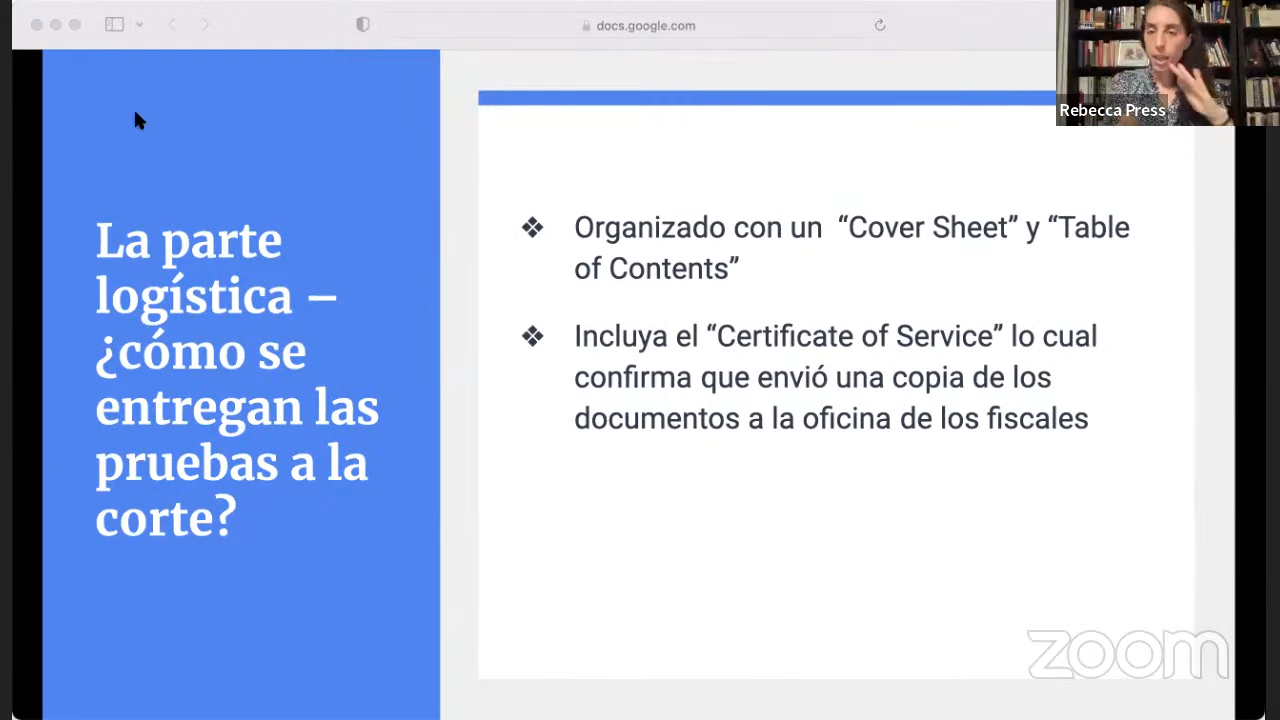 docs.google.com
Rebecca Press
La parte
logística –
¿cómo se
entregan las
pruebas a la
corte?
❖ Organizado con un “Cover Sheet” y “Table
of Contents”
❖ Incluya el “Certificate of Service” lo cual
confirma que envió una copia de los
documentos a la oficina de los fiscales
zoom